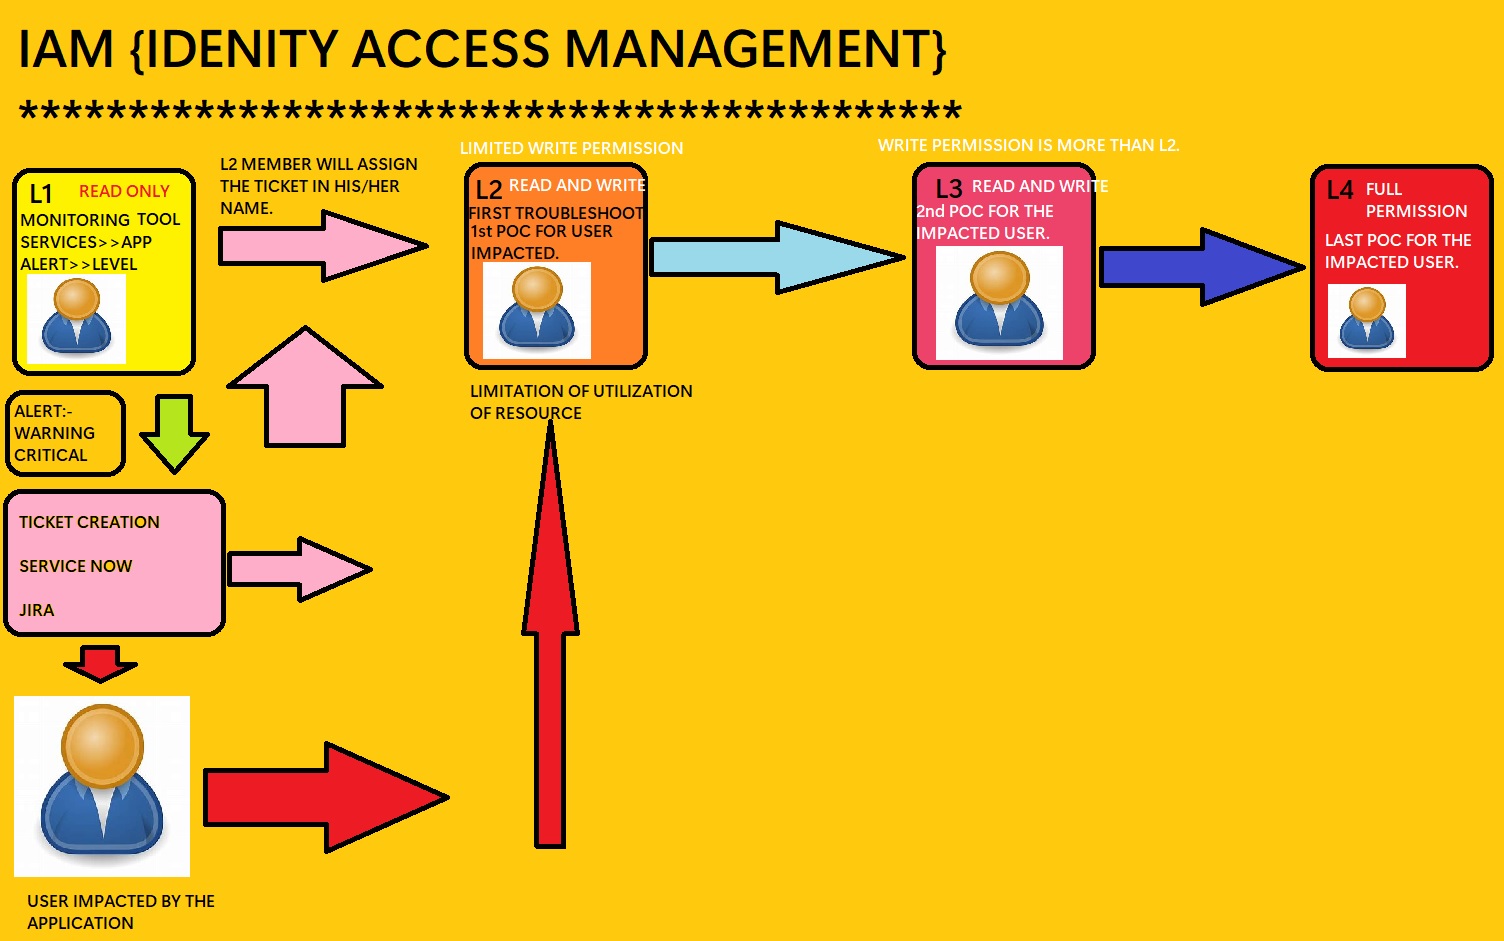 IAM {IDENITY ACCESS MANAGEMENT}
*******************************************
L1 READ ONLY
MONITORING TOOL
SERVICES>>APP
ALERT>>LEVEL
L2 MEMBER WILL ASSIGN
THE TICKET IN HIS/HER
NAME.
LIMITED WRITE PERMISSION
L2 READ AND WRITE
FIRST TROUBLESHOOT
1st POC FOR USER
IMPACTED.
LIMITATION OF UTILIZATION
OF RESOURCE
WRITE PERMISSION IS MORE THAN L2.
L3 READ AND WRITE
2nd POC FOR THE
IMPACTED USER.
L4 FULL
PERMISSION
LAST POC FOR THE
IMPACTED USER.
ALERT:-
WARNING
CRITICAL
TICKET CREATION
SERVICE NOW
JIRA
USER IMPACTED BY THE
APPLICATION